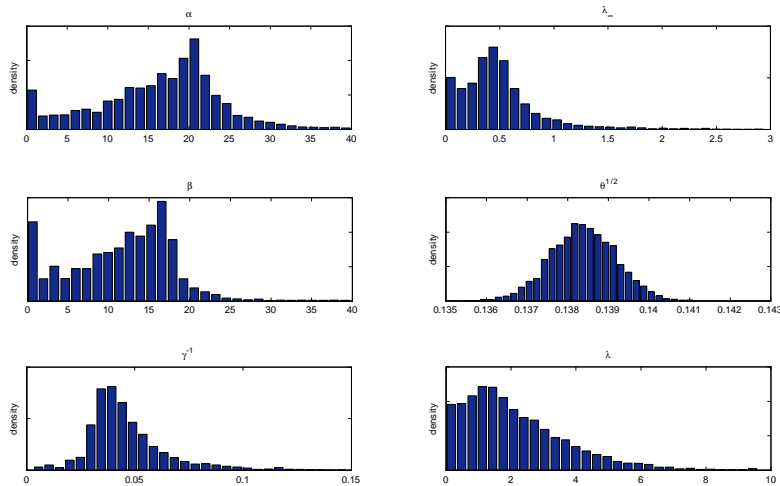 α
density
0 5 10 15 20 25 30 35 40
λ_
density
0 0.5 1 1.5 2 2.5 3
β
density
0 5 10 15 20 25 30 35 40
θ^1/2
density
0.135 0.136 0.137 0.138 0.139 0.14 0.141 0.142 0.143
γ^-1
density
0 0.05 0.1 0.15
λ
density
0 2 4 6 8 10